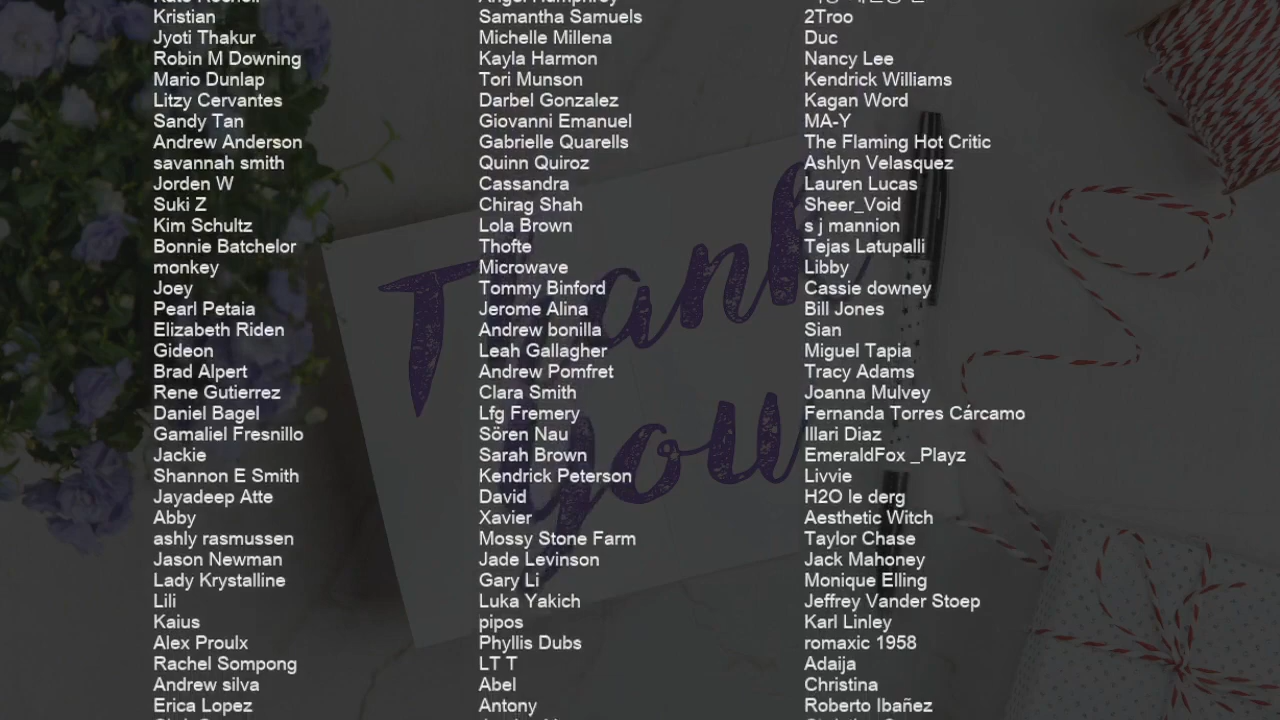 Kristian
Jyoti Thakur
Robin M Downing
Mario Dunlap
Litzy Cervantes
Sandy Tan
Andrew Anderson
savannah smith
Jorden W
Suki Z
Kim Schultz
Bonnie Batchelor
monkey
Joey
Pearl Petaia
Elizabeth Riden
Gideon
Brad Alpert
Rene Gutierrez
Daniel Bagel
Gamaliel Fresnillo
Jackie
Shannon E Smith
Jayadeep Atte
Abby
ashly rasmussen
Jason Newman
Lady Krystalline
Lili
Kaius
Alex Proulx
Rachel Sompong
Andrew silva
Erica Lopez
Samantha Samuels
Michelle Millena
Kayla Harmon
Tori Munson
Darbel Gonzalez
Giovanni Emanuel
Gabrielle Quarells
Quinn Quiroz
Cassandra
Chirag Shah
Lola Brown
Thofte
Microwave
Tommy Binford
Jerome Alina
Andrew bonilla
Leah Gallagher
Andrew Pomfret
Clara Smith
Lfg Fremery
Sören Nau
Sarah Brown
Kendrick Peterson
David
Xavier
Mossy Stone Farm
Jade Levinson
Gary Li
Luka Yakich
pipos
Phyllis Dubs
LT T
Abel
Antony
2Troo
Duc
Nancy Lee
Kendrick Williams
Kagan Word
MA-Y
The Flaming Hot Critic
Ashlyn Velasquez
Lauren Lucas
Sheer_Void
s j mannion
Tejas Latupalli
Libby
Cassie downey
Bill Jones
Sian
Miguel Tapia
Tracy Adams
Joanna Mulvey
Fernanda Torres Cárcamo
Illari Diaz
EmeraldFox _Playz
Livvie
H2O le derg
Aesthetic Witch
Taylor Chase
Jack Mahoney
Monique Elling
Jeffrey Vander Stoep
Karl Linley
romaxic 1958
Adaija
Christina
Roberto Ibañez
Thank
you